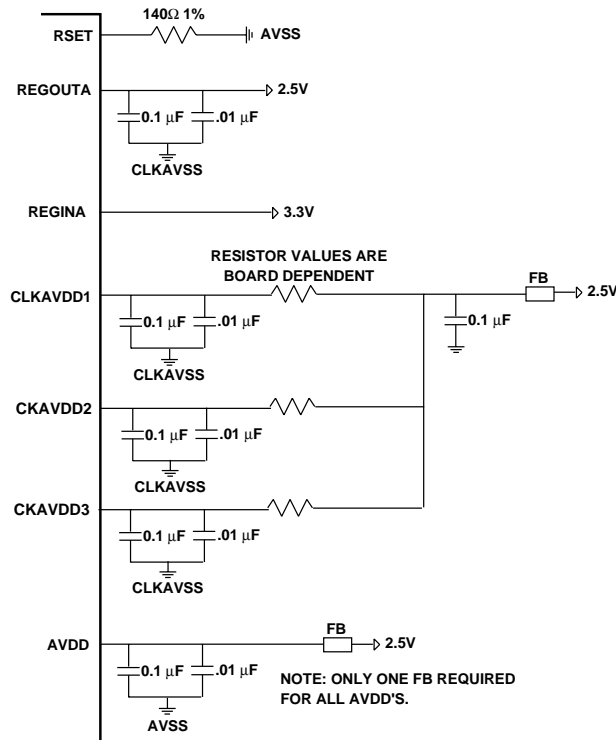 140Ω 1%
RSET
AVSS
REGOUTA
2.5V
0.1 µF
.01 µF
CLKAVSS
REGINA
3.3V
RESISTOR VALUES ARE
BOARD DEPENDENT
FB
CLKAVDD1
2.5V
0.1 µF
.01 µF
0.1 µF
CLKAVSS
CKAVDD2
0.1 µF
.01 µF
CLKAVSS
CKAVDD3
0.1 µF
.01 µF
CLKAVSS
FB
AVDD
2.5V
0.1 µF
.01 µF
NOTE: ONLY ONE FB REQUIRED
FOR ALL AVDD'S.
AVSS